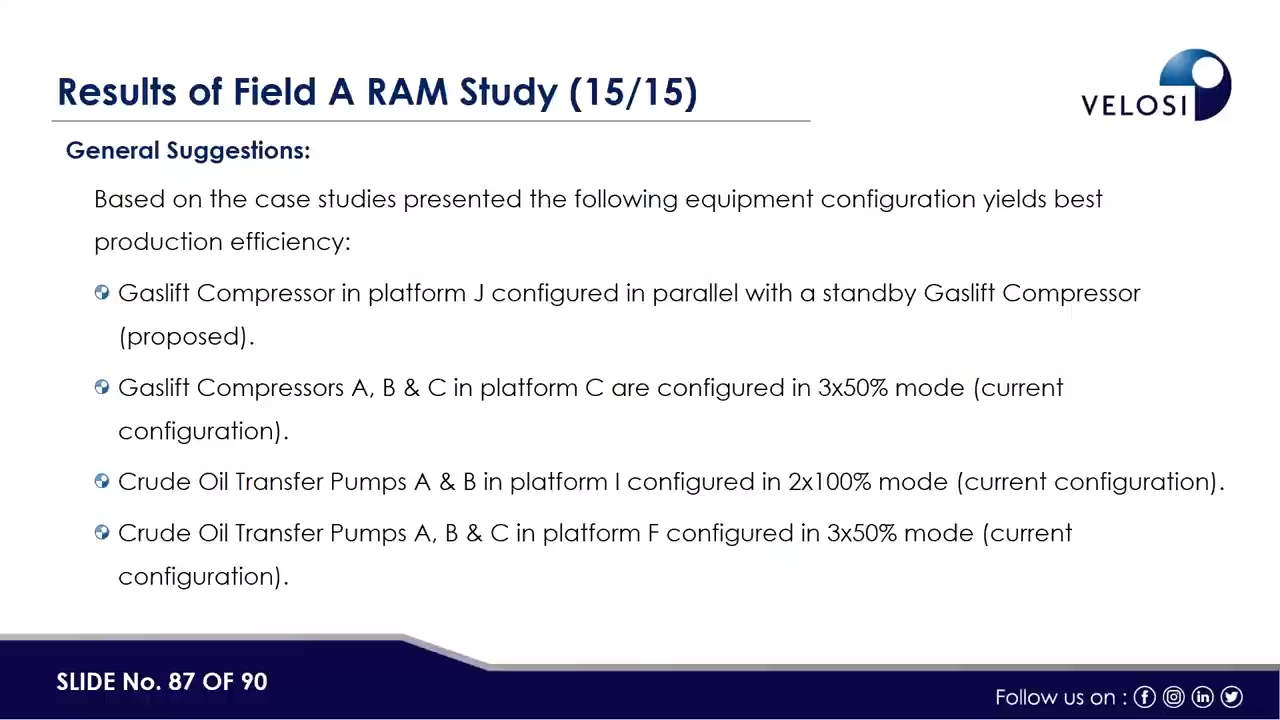 Results of Field A RAM Study (15/15)
VELOSI
General Suggestions:
Based on the case studies presented the following equipment configuration yields best
production efficiency:
Gaslift Compressor in platform J configured in parallel with a standby Gaslift Compressor
(proposed).
Gaslift Compressors A, B & C in platform C are configured in 3x50% mode (current
configuration).
Crude Oil Transfer Pumps A & B in platform I configured in 2x100% mode (current configuration).
Crude Oil Transfer Pumps A, B & C in platform F configured in 3x50% mode (current
configuration).
SLIDE No. 87 OF 90
Follow us on :